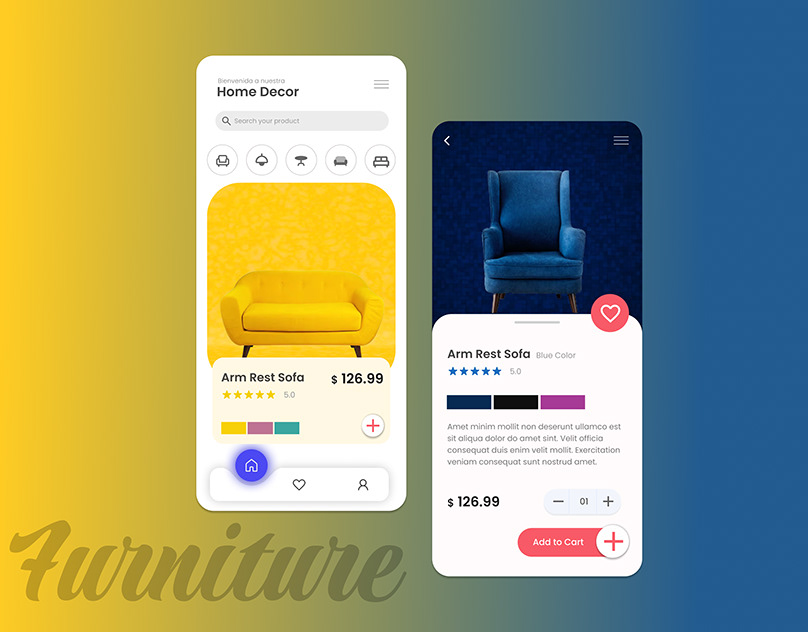 Bienvenida a nuestra
Home Decor
Search your product
Arm Rest Sofa
$ 126.99
5.0
Arm Rest Sofa Blue Color
5.0
Amet minim mollit non deserunt ullamco est
sit aliqua dolor do amet sint. Velit officia
consequat duis enim velit mollit. Exercitation
veniam consequat sunt nostrud amet.
$ 126.99
01
Add to Cart
Furniture